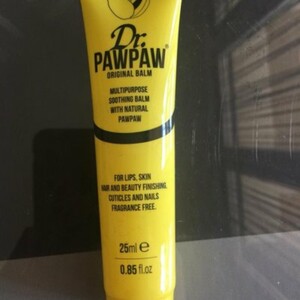 Dr.
PAWPAW®
ORIGINAL BALM
MULTIPURPOSE
SOOTHING BALM
WITH NATURAL
PAWPAW
FOR LIPS, SKIN
HAIR AND BEAUTY FINISHING,
CUTICLES AND NAILS
FRAGRANCE FREE.
25ml e
0.85 fl.oz